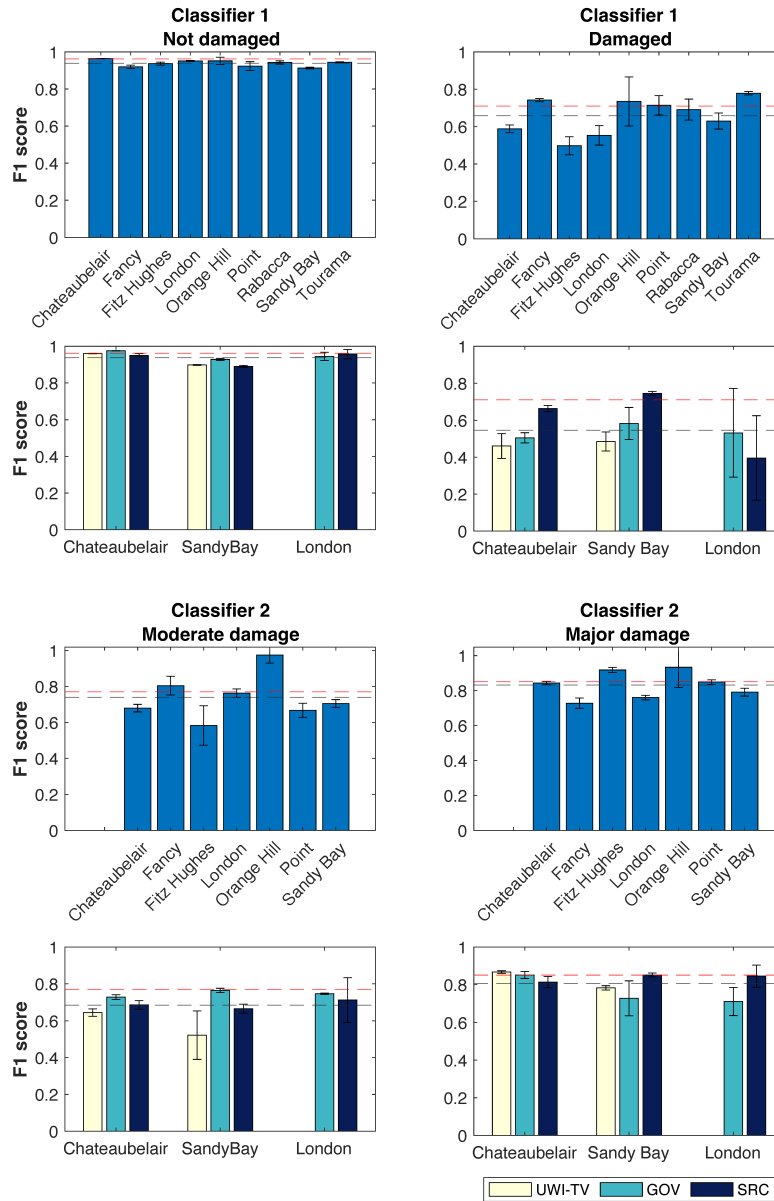 Classifier 1
Not damaged
F1 score
1
0.8
0.6
0.4
0.2
0
Chateaubelair
Fancy
Fitz Hughes
London
Orange Hill
Point
Rabacca
Sandy Bay
Tourama
Classifier 1
Damaged
F1 score
1
0.8
0.6
0.4
0.2
0
Chateaubelair
Fancy
Fitz Hughes
London
Orange Hill
Point
Rabacca
Sandy Bay
Tourama
F1 score
1
0.8
0.6
0.4
0.2
0
Chateaubelair SandyBay London
F1 score
1
0.8
0.6
0.4
0.2
0
Chateaubelair Sandy Bay London
Classifier 2
Moderate damage
F1 score
1
0.8
0.6
0.4
0.2
0
Chateaubelair
Fancy
Fitz Hughes
London
Orange Hill
Point
Sandy Bay
Classifier 2
Major damage
F1 score
1
0.8
0.6
0.4
0.2
0
Chateaubelair
Fancy
Fitz Hughes
London
Orange Hill
Point
Sandy Bay
F1 score
1
0.8
0.6
0.4
0.2
0
Chateaubelair SandyBay London
F1 score
1
0.8
0.6
0.4
0.2
0
Chateaubelair Sandy Bay London
UWI-TV GOV SRC